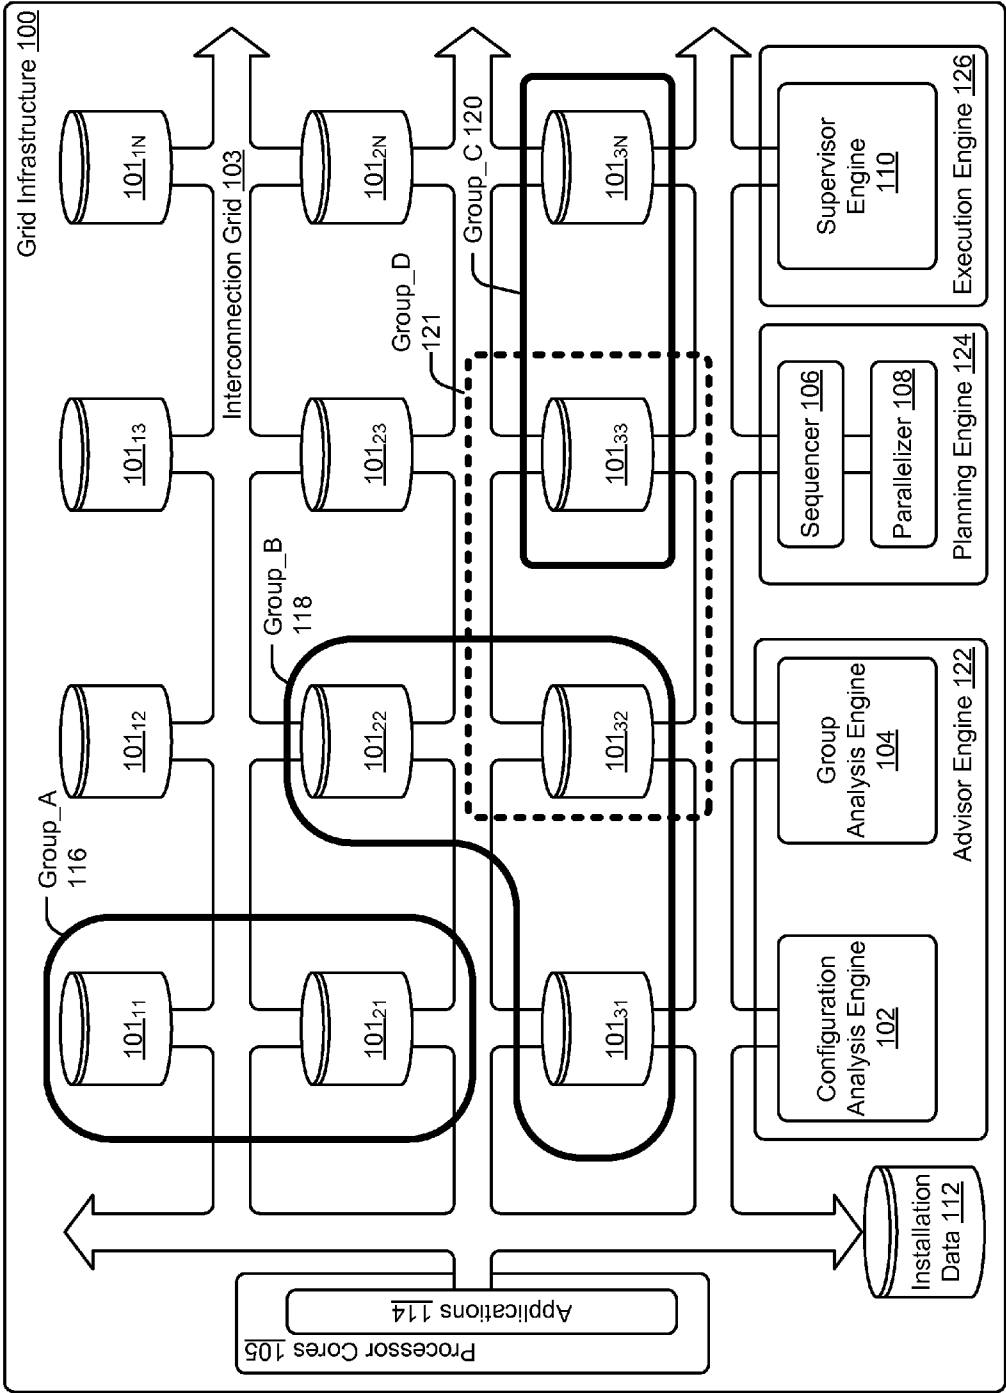 Grid Infrastructure 100
101₁₁
101₁₂
101₁₃
101₁N
Group_A
116
Interconnection Grid 103
101₂₁
101₂₂
101₂₃
101₂N
Group_B
118
Group_D
121
Group_C 120
101₃₁
101₃₂
101₃₃
101₃N
Processor Cores 105
Applications 114
Installation
Data 112
Configuration
Analysis Engine
102
Group
Analysis Engine
104
Advisor Engine 122
Sequencer 106
Parallelizer 108
Planning Engine 124
Supervisor
Engine
110
Execution Engine 126